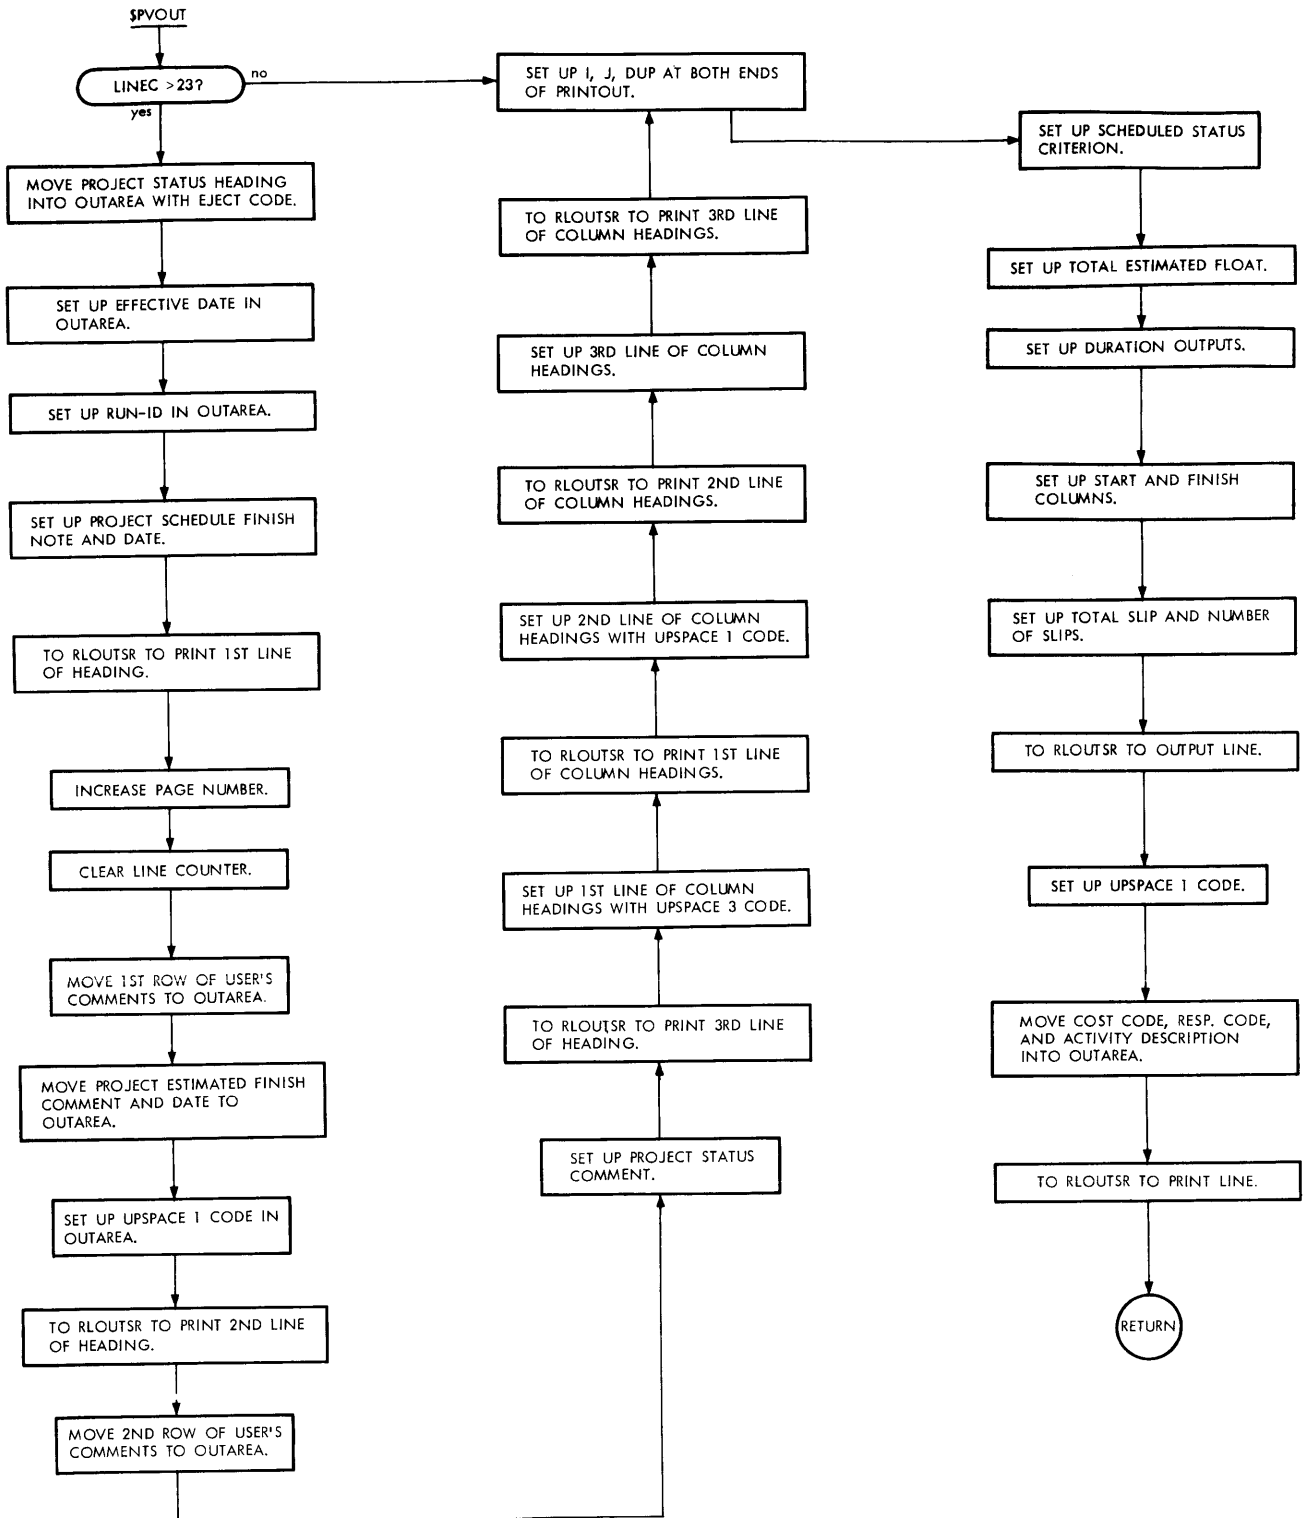 $PVOUT
LINEC >23?
no
yes
MOVE PROJECT STATUS HEADING
INTO OUTAREA WITH EJECT CODE.
SET UP EFFECTIVE DATE IN
OUTAREA.
SET UP RUN-ID IN OUTAREA.
SET UP PROJECT SCHEDULE FINISH
NOTE AND DATE.
TO RLOUTSR TO PRINT 1ST LINE
OF HEADING.
INCREASE PAGE NUMBER.
CLEAR LINE COUNTER.
MOVE 1ST ROW OF USER'S
COMMENTS TO OUTAREA.
MOVE PROJECT ESTIMATED FINISH
COMMENT AND DATE TO
OUTAREA.
SET UP UPSPACE 1 CODE IN
OUTAREA.
TO RLOUTSR TO PRINT 2ND LINE
OF HEADING.
MOVE 2ND ROW OF USER'S
COMMENTS TO OUTAREA.
SET UP I, J, DUP AT BOTH ENDS
OF PRINTOUT.
TO RLOUTSR TO PRINT 3RD LINE
OF COLUMN HEADINGS.
SET UP 3RD LINE OF COLUMN
HEADINGS.
TO RLOUTSR TO PRINT 2ND LINE
OF COLUMN HEADINGS.
SET UP 2ND LINE OF COLUMN
HEADINGS WITH UPSPACE 1 CODE.
TO RLOUTSR TO PRINT 1ST LINE
OF COLUMN HEADINGS.
SET UP 1ST LINE OF COLUMN
HEADINGS WITH UPSPACE 3 CODE.
TO RLOUTSR TO PRINT 3RD LINE
OF HEADING.
SET UP PROJECT STATUS
COMMENT.
SET UP SCHEDULED STATUS
CRITERION.
SET UP TOTAL ESTIMATED FLOAT.
SET UP DURATION OUTPUTS.
SET UP START AND FINISH
COLUMNS.
SET UP TOTAL SLIP AND NUMBER
OF SLIPS.
TO RLOUTSR TO OUTPUT LINE.
SET UP UPSPACE 1 CODE.
MOVE COST CODE, RESP. CODE,
AND ACTIVITY DESCRIPTION
INTO OUTAREA.
TO RLOUTSR TO PRINT LINE.
RETURN